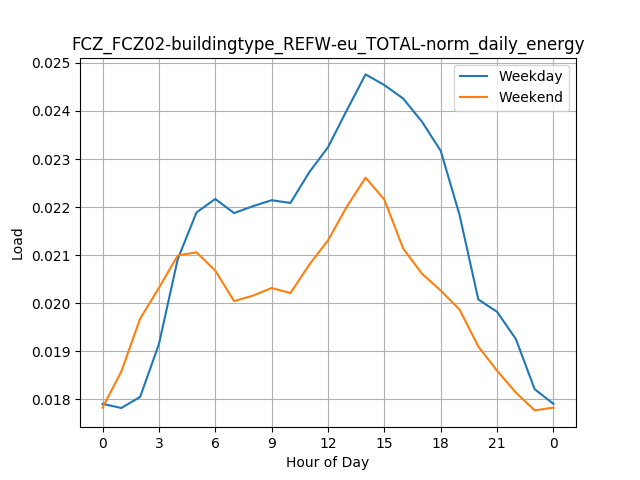 FCZ_FCZ02-buildingtype_REFW-eu_TOTAL-norm_daily_energy
Weekday
Weekend
0.025
0.024
0.023
0.022
0.021
0.020
0.019
0.018
Load
0 3 6 9 12 15 18 21 0
Hour of Day